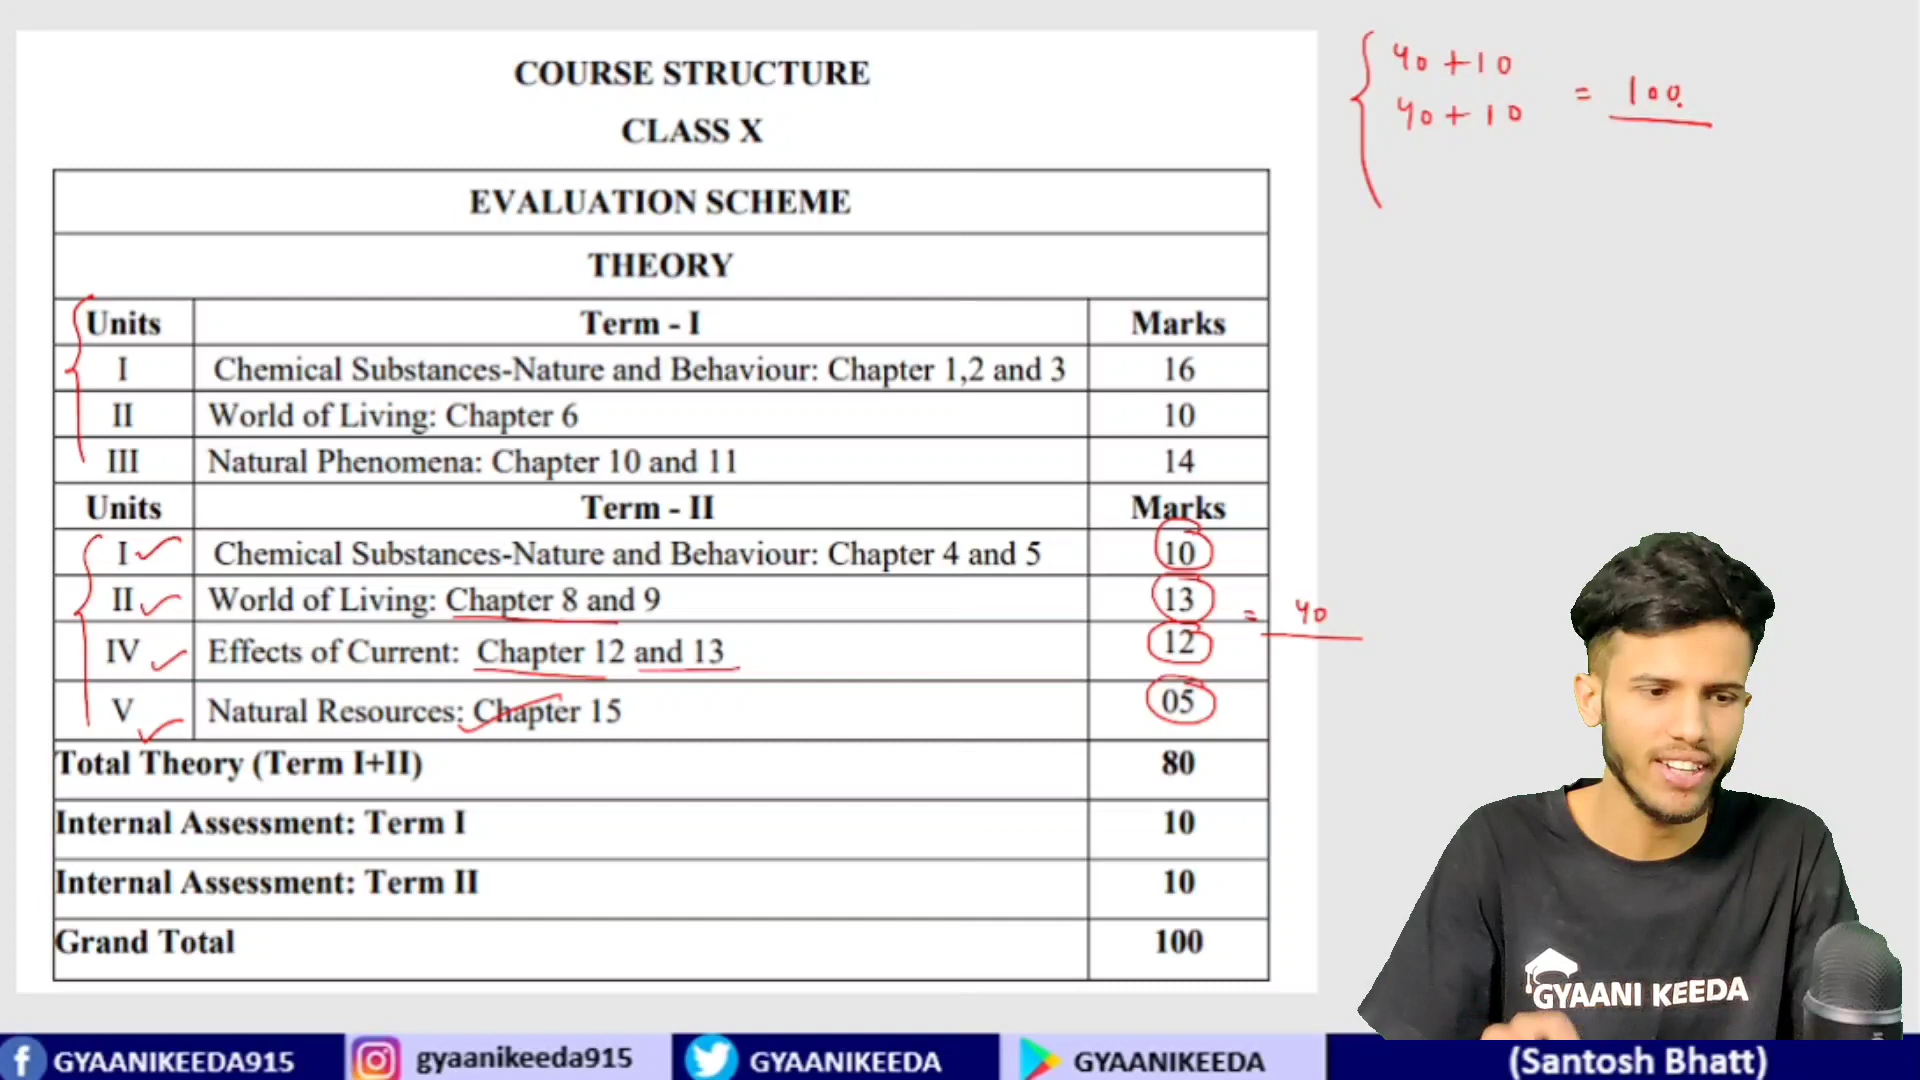 COURSE STRUCTURE
CLASS X
EVALUATION SCHEME
THEORY
Units Term - I Marks
I Chemical Substances-Nature and Behaviour: Chapter 1,2 and 3 16
II World of Living: Chapter 6 10
III Natural Phenomena: Chapter 10 and 11 14
Units Term - II Marks
I Chemical Substances-Nature and Behaviour: Chapter 4 and 5 10
II World of Living: Chapter 8 and 9 13
IV Effects of Current: Chapter 12 and 13 12
V Natural Resources: Chapter 15 05
Total Theory (Term I+II) 80
Internal Assessment: Term I 10
Internal Assessment: Term II 10
Grand Total 100
40 + 10
40 + 10
= 100
= 40
GYAANI KEEDA
GYAANIKEEDA915 gyaanikeeda915 GYAANIKEEDA GYAANIKEEDA (Santosh Bhatt)